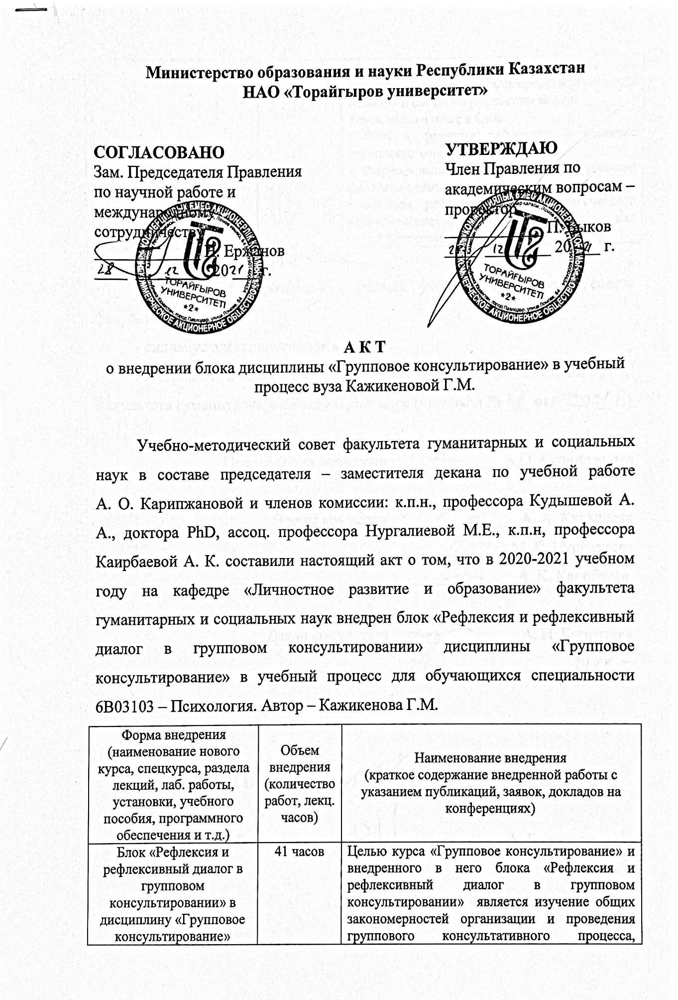 Министерство образования и науки Республики Казахстан
НАО «Торайгыров университет»
СОГЛАСОВАНО
Зам. Председателя Правления
по научной работе и
международному
сотрудничеству
Н. Ержанов
28 12 2021 г.
УТВЕРЖДАЮ
Член Правления по
академическим вопросам –
проректор
П. Быков
12 2021 г.
ТОРАЙҒЫРОВ
УНИВЕРСИТЕТІ
*2*
КОММЕРЧЕСКОЕ АКЦИОНЕРНОЕ ОБЩЕСТВО
ТОРАЙҒЫРОВ
УНИВЕРСИТЕТІ
*2*
КОММЕРЧЕСКОЕ АКЦИОНЕРНОЕ ОБЩЕСТВО
А К Т
о внедрении блока дисциплины «Групповое консультирование» в учебный
процесс вуза Кажикеновой Г.М.
Учебно-методический совет факультета гуманитарных и социальных
наук в составе председателя – заместителя декана по учебной работе
А. О. Карипжановой и членов комиссии: к.п.н., профессора Кудышевой А.
А., доктора PhD, ассоц. профессора Нургалиевой М.Е., к.п.н, профессора
Каирбаевой А. К. составили настоящий акт о том, что в 2020-2021 учебном
году на кафедре «Личностное развитие и образование» факультета
гуманитарных и социальных наук внедрен блок «Рефлексия и рефлексивный
диалог в групповом консультировании» дисциплины «Групповое
консультирование» в учебный процесс для обучающихся специальности
6В03103 – Психология. Автор – Кажикенова Г.М.
Форма внедрения
(наименование нового
курса, спецкурса, раздела
лекций, лаб. работы,
установки, учебного
пособия, программного
обеспечения и т.д.)
Объем
внедрения
(количество
работ, лекц.
часов)
Наименование внедрения
(краткое содержание внедренной работы с
указанием публикаций, заявок, докладов на
конференциях)
Блок «Рефлексия и
рефлексивный диалог в
групповом
консультировании» в
дисциплину «Групповое
консультирование»
41 часов
Целью курса «Групповое консультирование» и
внедренного в него блока «Рефлексия и
рефлексивный диалог в групповом
консультировании» является изучение общих
закономерностей организации и проведения
группового консультативного процесса,